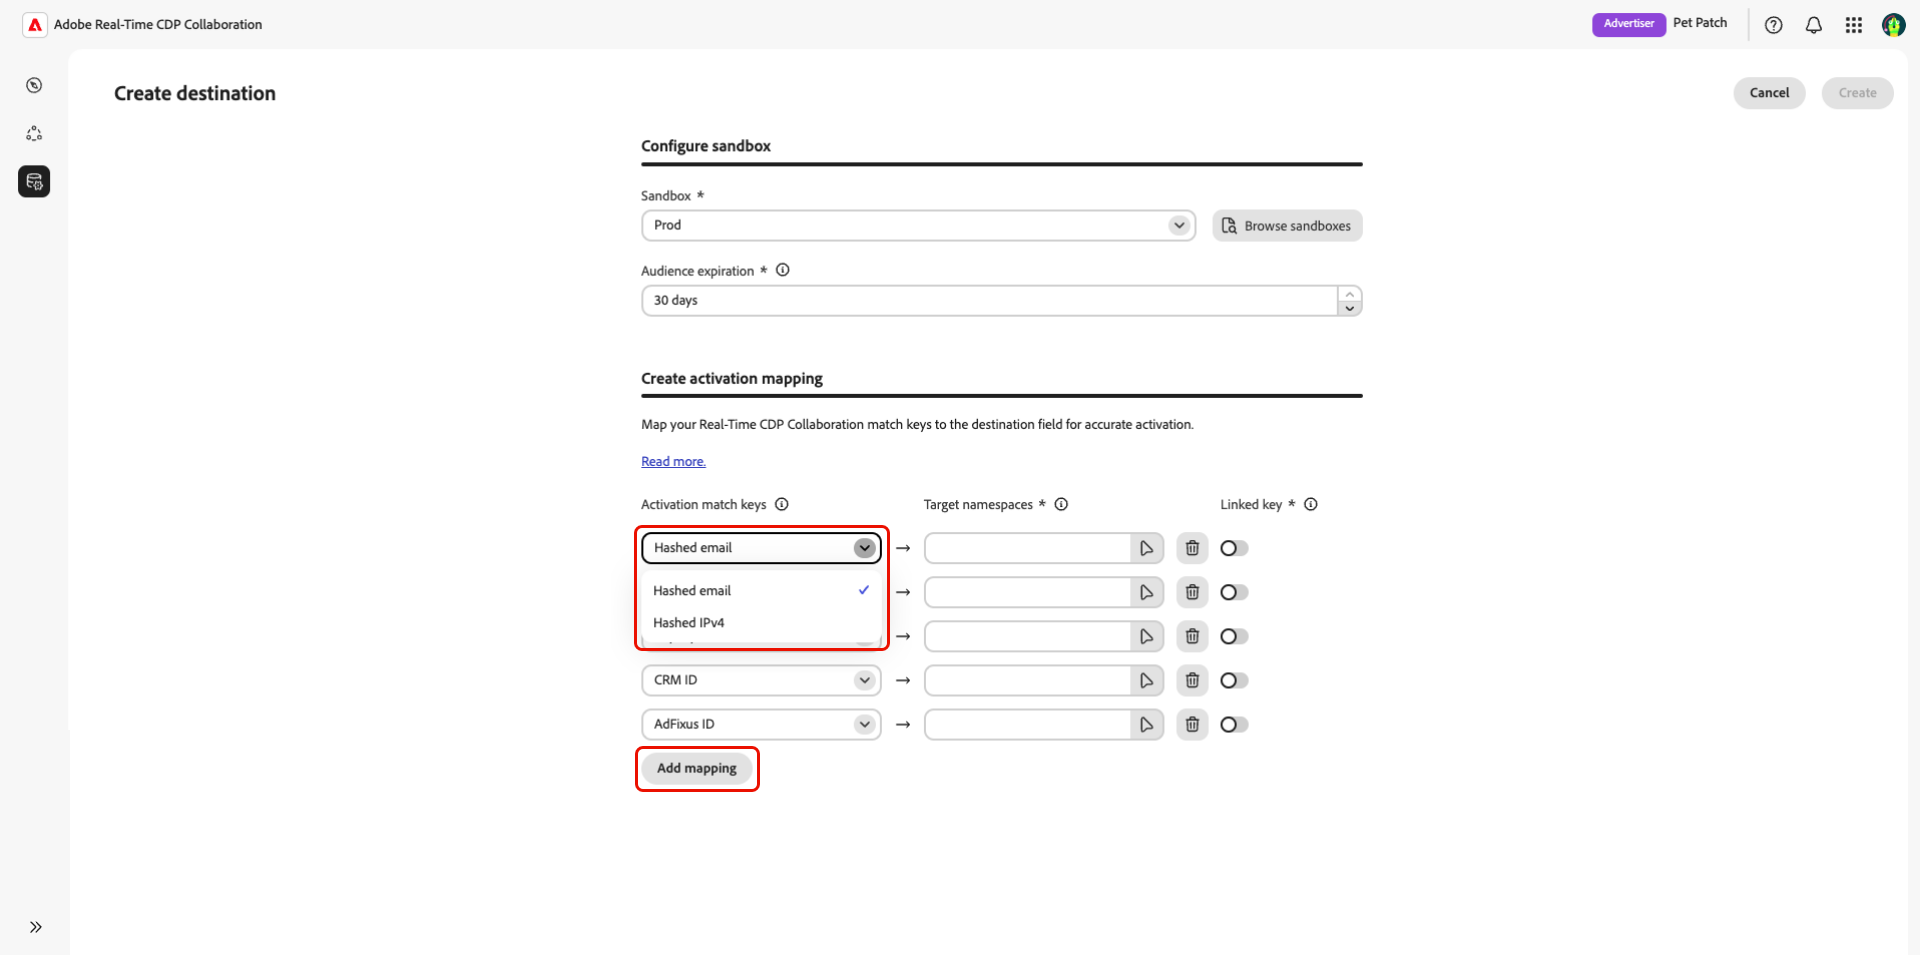 Adobe Real-Time CDP Collaboration
Advertiser Pet Patch
Create destination
Cancel Create
Configure sandbox
Sandbox *
Prod
Browse sandboxes
Audience expiration *
30 days
Create activation mapping
Map your Real-Time CDP Collaboration match keys to the destination field for accurate activation.
Read more.
Activation match keys Target namespaces * Linked key *
Hashed email
Hashed email
Hashed IPv4
CRM ID
AdFixus ID
Add mapping